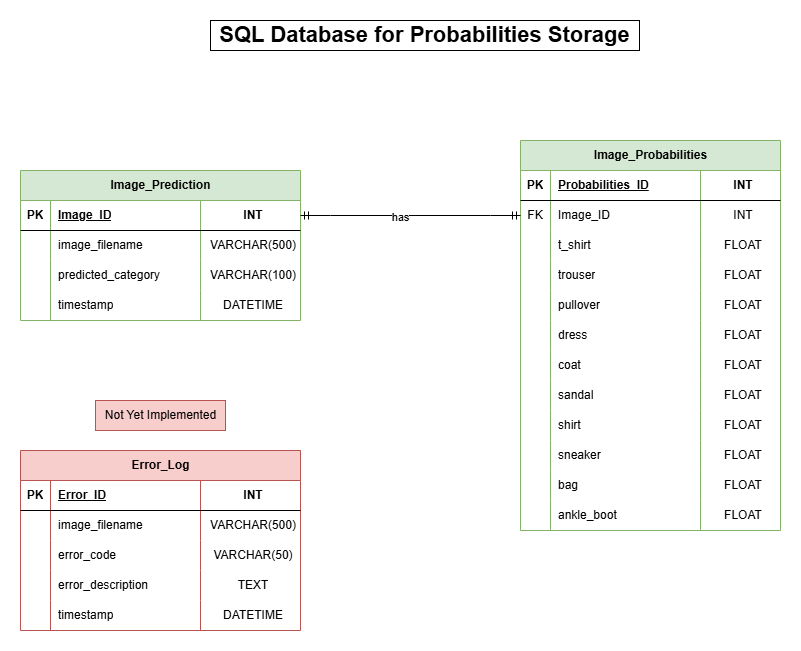 SQL Database for Probabilities Storage
Image_Prediction
PK Image_ID INT
image_filename VARCHAR(500)
predicted_category VARCHAR(100)
timestamp DATETIME
has
Image_Probabilities
PK Probabilities_ID INT
FK Image_ID INT
t_shirt FLOAT
trouser FLOAT
pullover FLOAT
dress FLOAT
coat FLOAT
sandal FLOAT
shirt FLOAT
sneaker FLOAT
bag FLOAT
ankle_boot FLOAT
Not Yet Implemented
Error_Log
PK Error_ID INT
image_filename VARCHAR(500)
error_code VARCHAR(50)
error_description TEXT
timestamp DATETIME